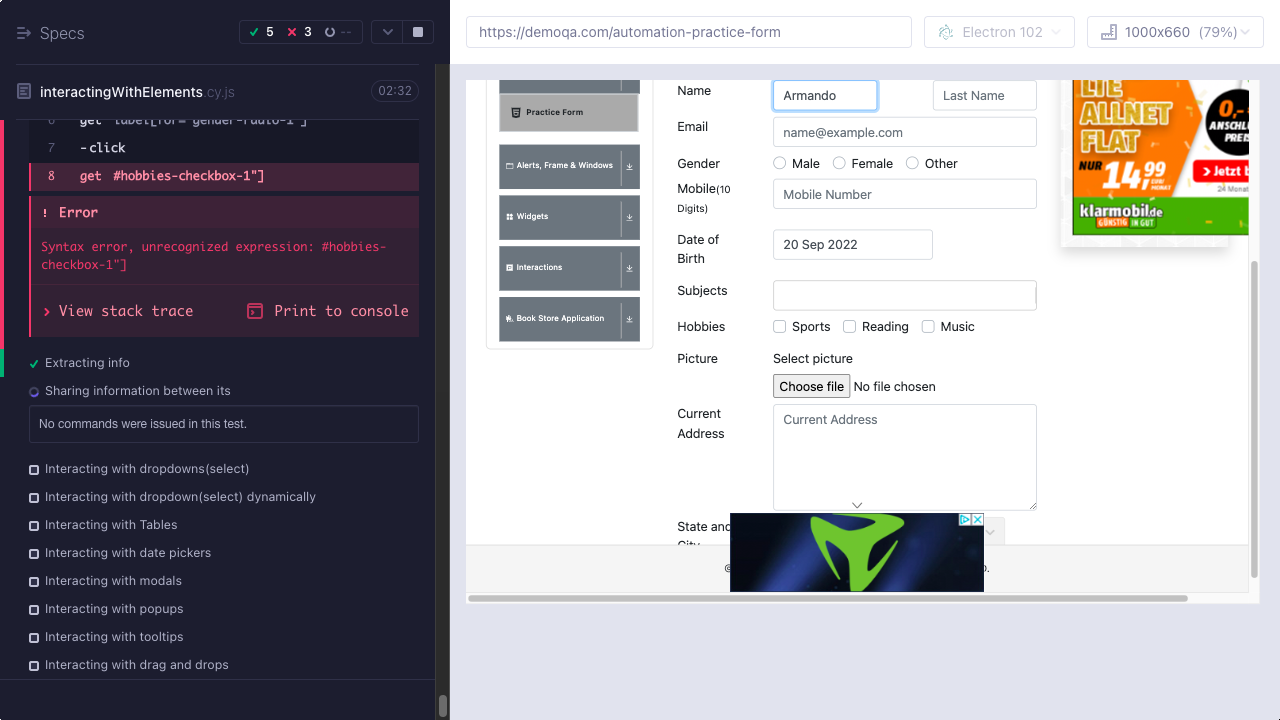 Specs
5 3 --
https://demoqa.com/automation-practice-form
Electron 102
1000x660 (79%)
interactingWithElements.cy.js
02:32
6 get label[for="gender-radio-1"]
7 -click
8 get #hobbies-checkbox-1"]
! Error
Syntax error, unrecognized expression: #hobbies-
checkbox-1"]
View stack trace
Print to console
Extracting info
Sharing information between its
No commands were issued in this test.
Interacting with dropdowns(select)
Interacting with dropdown(select) dynamically
Interacting with Tables
Interacting with date pickers
Interacting with modals
Interacting with popups
Interacting with tooltips
Interacting with drag and drops
Practice Form
Alerts, Frame & Windows
Widgets
Interactions
Book Store Application
Name
Armando
Last Name
Email
name@example.com
Gender
Male Female Other
Mobile(10
Digits)
Mobile Number
Date of
Birth
20 Sep 2022
Subjects
Hobbies
Sports Reading Music
Picture
Select picture
Choose file No file chosen
Current
Address
Current Address
State and
City
LTE
ALLNET
FLAT
NUR 14,99
EUR/
MONAT
0,-
ANSCHLU
PREIS
> Jetzt b
24 Monat
klarmobil.de
GÜNSTIG IN GUT